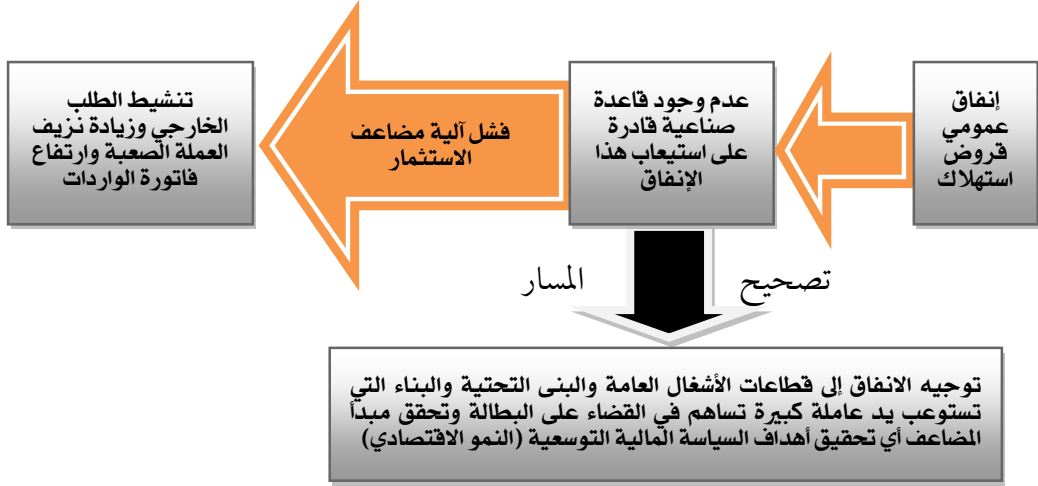 إنفاق
عمومي
قروض
استهلاك
عدم وجود قاعدة
صناعية قادرة
على استيعاب هذا
الإنفاق
فشل آلية مضاعف
الاستثمار
تنشيط الطلب
الخارجي وزيادة نزيف
العملة الصعبة وارتفاع
فاتورة الواردات
تصحيح المسار
توجيه الانفاق إلى قطاعات الأشغال العامة والبنى التحتية والبناء التي
تستوعب يد عاملة كبيرة تساهم في القضاء على البطالة وتحقق مبدأ
المضاعف أي تحقيق أهداف السياسة المالية التوسعية (النمو الاقتصادي)